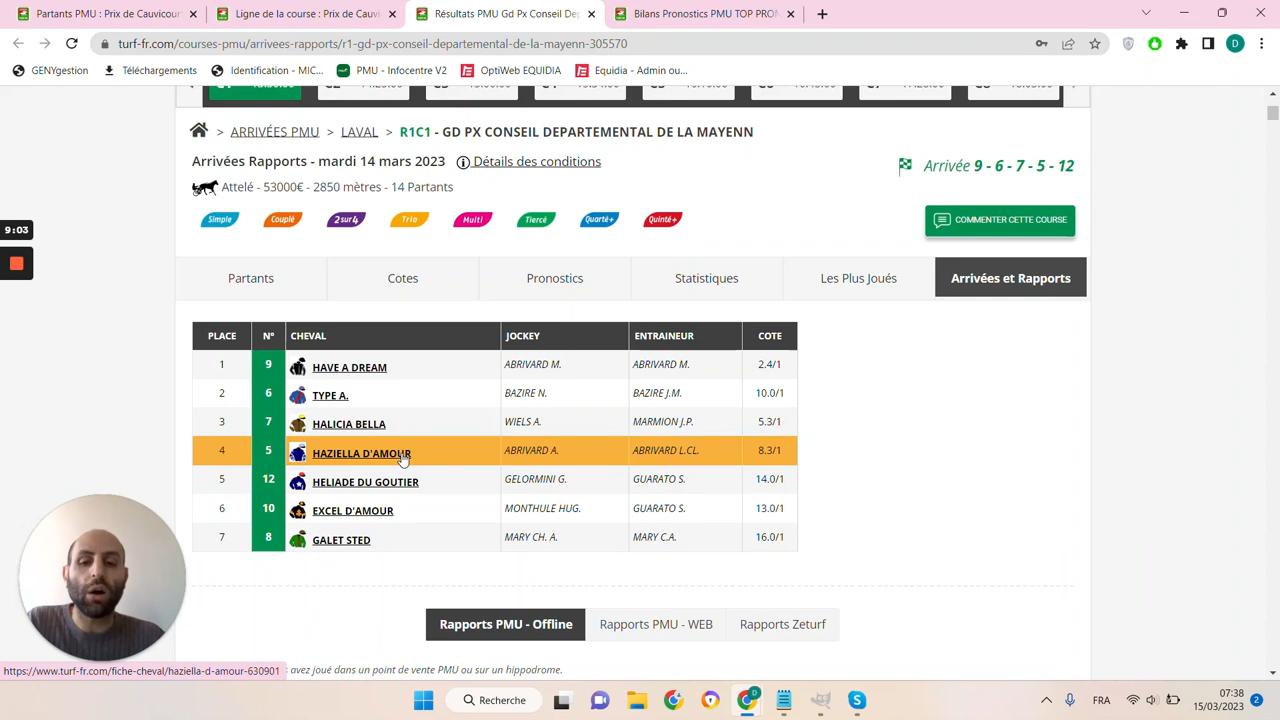 Partants PMU : Prix de Cauvicour
Ligne de la course : Prix de Cauvi
Résultats PMU Gd Px Conseil Dep
Bilans Pronostics PMU TOP PRON
turf-fr.com/courses-pmu/arrivees-rapports/r1-gd-px-conseil-departemental-de-la-mayenn-305570
D
GENYgestion
Téléchargements
Identification - MIC...
PMU - Infocentre V2
OptiWeb EQUIDIA
Equidia - Admin ou...
> ARRIVÉES PMU > LAVAL > R1C1 - GD PX CONSEIL DEPARTEMENTAL DE LA MAYENN
Arrivées Rapports - mardi 14 mars 2023 Détails des conditions
Arrivée 9 - 6 - 7 - 5 - 12
Attelé - 53000€ - 2850 mètres - 14 Partants
Simple Couplé 2sur4 Trio Multi Tiercé Quarté+ Quinté+
COMMENTER CETTE COURSE
9:03
Partants Cotes Pronostics Statistiques Les Plus Joués Arrivées et Rapports
PLACE N° CHEVAL JOCKEY ENTRAINEUR COTE
1 9 HAVE A DREAM ABRIVARD M. ABRIVARD M. 2.4/1
2 6 TYPE A. BAZIRE N. BAZIRE J.M. 10.0/1
3 7 HALICIA BELLA WIELS A. MARMION J.P. 5.3/1
4 5 HAZIELLA D'AMOUR ABRIVARD A. ABRIVARD L.CL. 8.3/1
5 12 HELIADE DU GOUTIER GELORMINI G. GUARATO S. 14.0/1
6 10 EXCEL D'AMOUR MONTHULE HUG. GUARATO S. 13.0/1
7 8 GALET STED MARY CH. A. MARY C.A. 16.0/1
Rapports PMU - Offline Rapports PMU - WEB Rapports Zeturf
avez joué dans un point de vente PMU ou sur un hippodrome.
https://www.turf-fr.com/fiche-cheval/haziella-d-amour-630901
Recherche
D
FRA
07:38
15/03/2023
2